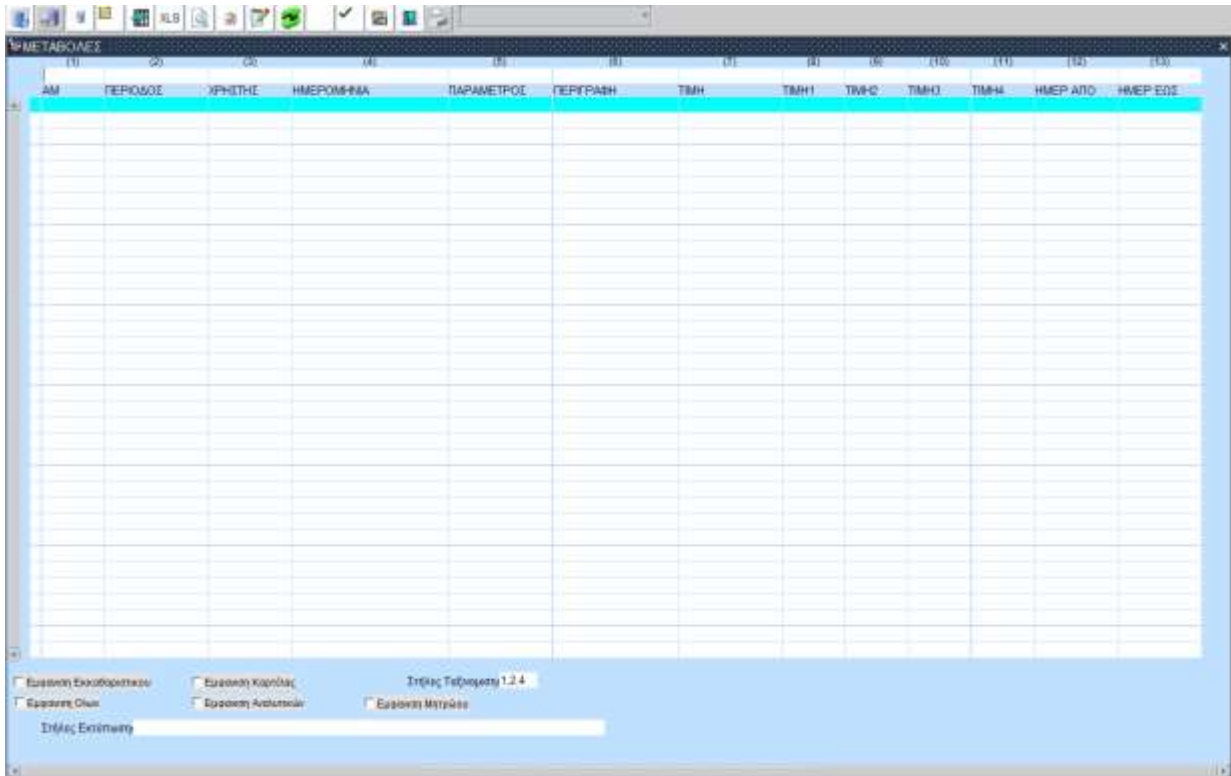 XLS
ΜΕΤΑΒΟΛΕΣ
(1) (2) (3) (4) (5) (6) (7) (8) (9) (10) (11) (12) (13)
ΑΜ ΠΕΡΙΟΔΟΣ ΧΡΗΣΤΗΣ ΗΜΕΡΟΜΗΝΙΑ ΠΑΡΑΜΕΤΡΟΣ ΠΕΡΙΓΡΑΦΗ ΤΙΜΗ ΤΙΜΗ1 ΤΙΜΗ2 ΤΙΜΗ3 ΤΙΜΗ4 ΗΜΕΡ ΑΠΟ ΗΜΕΡ ΕΩΣ
Εμφάνιση Εκκαθαριστικού Εμφάνιση Καρτέλας Στήλες Ταξινόμησης 1,2,4
Εμφάνιση Ολων Εμφάνιση Αναλυτικών Εμφάνιση Μητρώου
Στήλες Εκτύπωσης